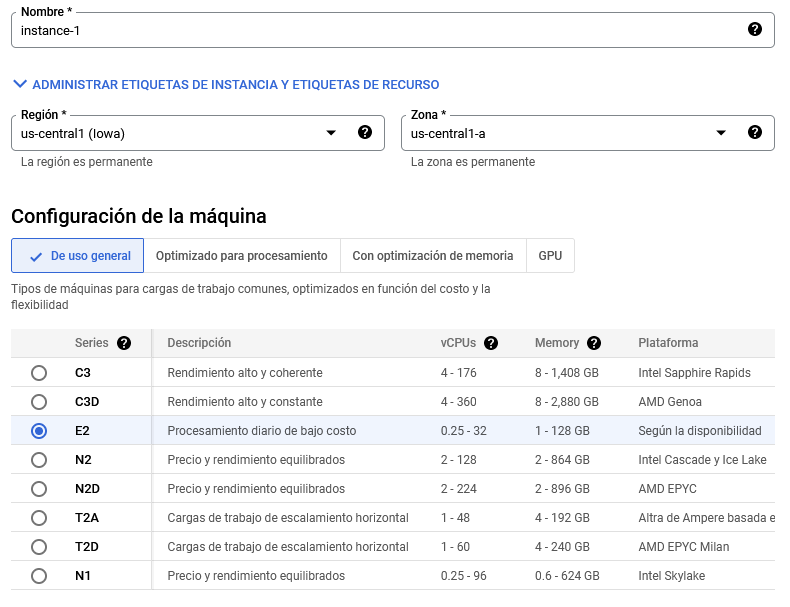 Nombre *
instance-1
ADMINISTRAR ETIQUETAS DE INSTANCIA Y ETIQUETAS DE RECURSO
Región * Zona *
us-central1 (Iowa) us-central1-a
La región es permanente La zona es permanente
Configuración de la máquina
De uso general Optimizado para procesamiento Con optimización de memoria GPU
Tipos de máquinas para cargas de trabajo comunes, optimizados en función del costo y la
flexibilidad
Series Descripción vCPUs Memory Plataforma
C3 Rendimiento alto y coherente 4 - 176 8 - 1,408 GB Intel Sapphire Rapids
C3D Rendimiento alto y constante 4 - 360 8 - 2,880 GB AMD Genoa
E2 Procesamiento diario de bajo costo 0.25 - 32 1 - 128 GB Según la disponibilidad
N2 Precio y rendimiento equilibrados 2 - 128 2 - 864 GB Intel Cascade y Ice Lake
N2D Precio y rendimiento equilibrados 2 - 224 2 - 896 GB AMD EPYC
T2A Cargas de trabajo de escalamiento horizontal 1 - 48 4 - 192 GB Altra de Ampere basada e
T2D Cargas de trabajo de escalamiento horizontal 1 - 60 4 - 240 GB AMD EPYC Milan
N1 Precio y rendimiento equilibrados 0.25 - 96 0.6 - 624 GB Intel Skylake